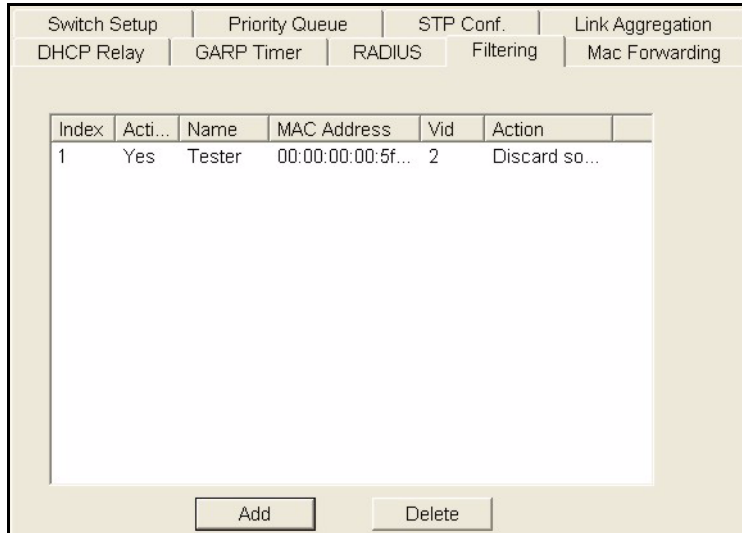 Switch Setup Priority Queue STP Conf. Link Aggregation
DHCP Relay GARP Timer RADIUS Filtering Mac Forwarding
Index Acti... Name MAC Address Vid Action
1 Yes Tester 00:00:00:00:5f... 2 Discard so...
Add Delete